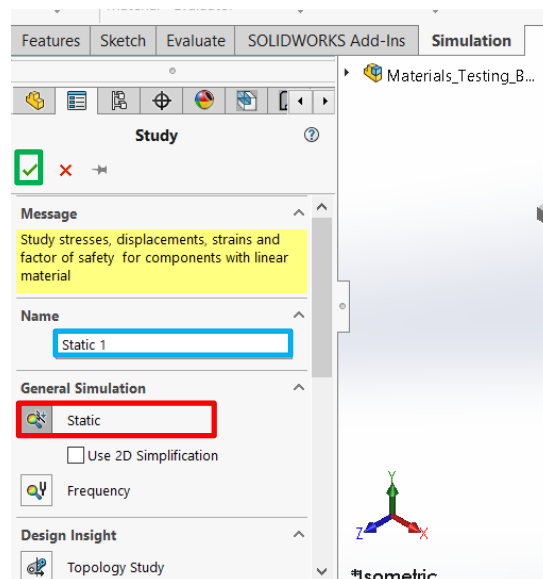 Features Sketch Evaluate SOLIDWORKS Add-Ins Simulation
Materials_Testing_B...
Study
Message
Study stresses, displacements, strains and
factor of safety for components with linear
material
Name
Static 1
General Simulation
Static
Use 2D Simplification
Frequency
Design Insight
Topology Study
Y
Z
X
*Isometric